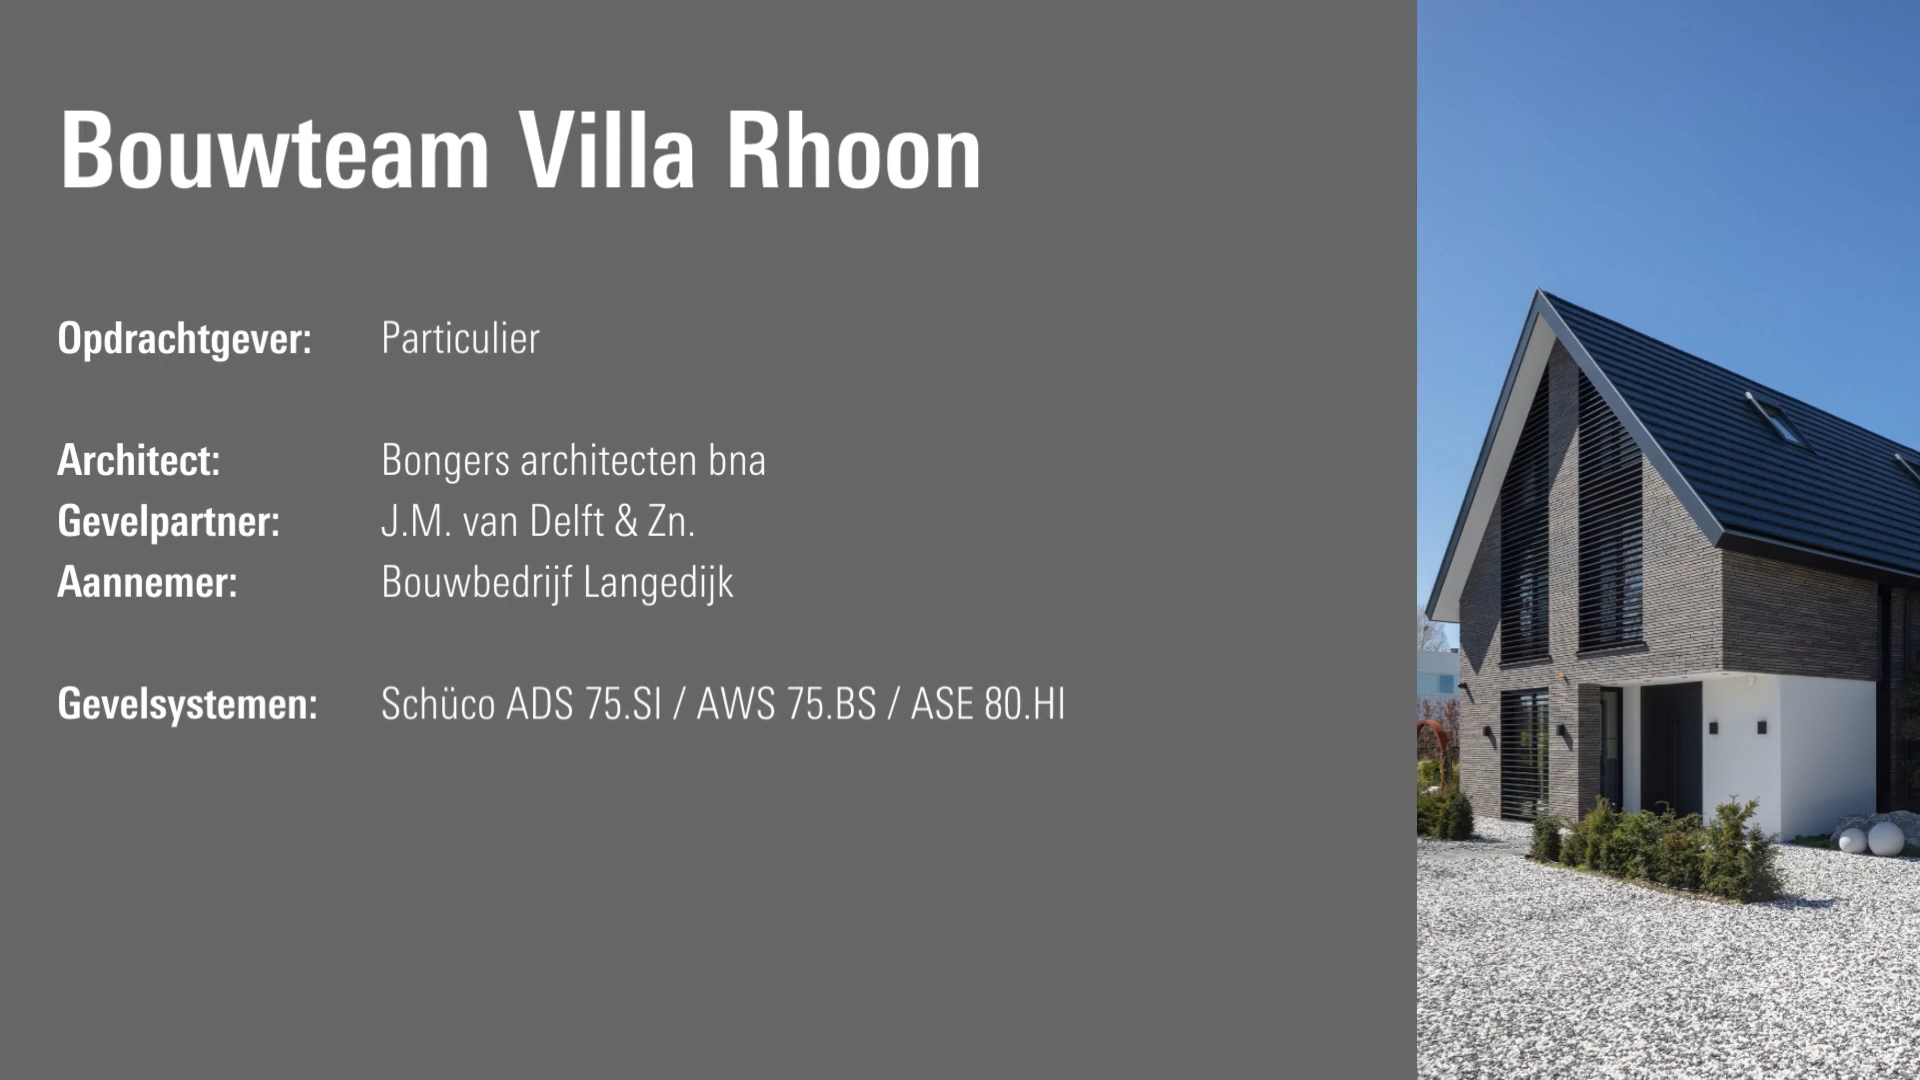 Bouwteam Villa Rhoon
Opdrachtgever: Particulier
Architect: Bongers architecten bna
Gevelpartner: J.M. van Delft & Zn.
Aannemer: Bouwbedrijf Langedijk
Gevelsystemen: Schüco ADS 75.SI / AWS 75.BS / ASE 80.HI